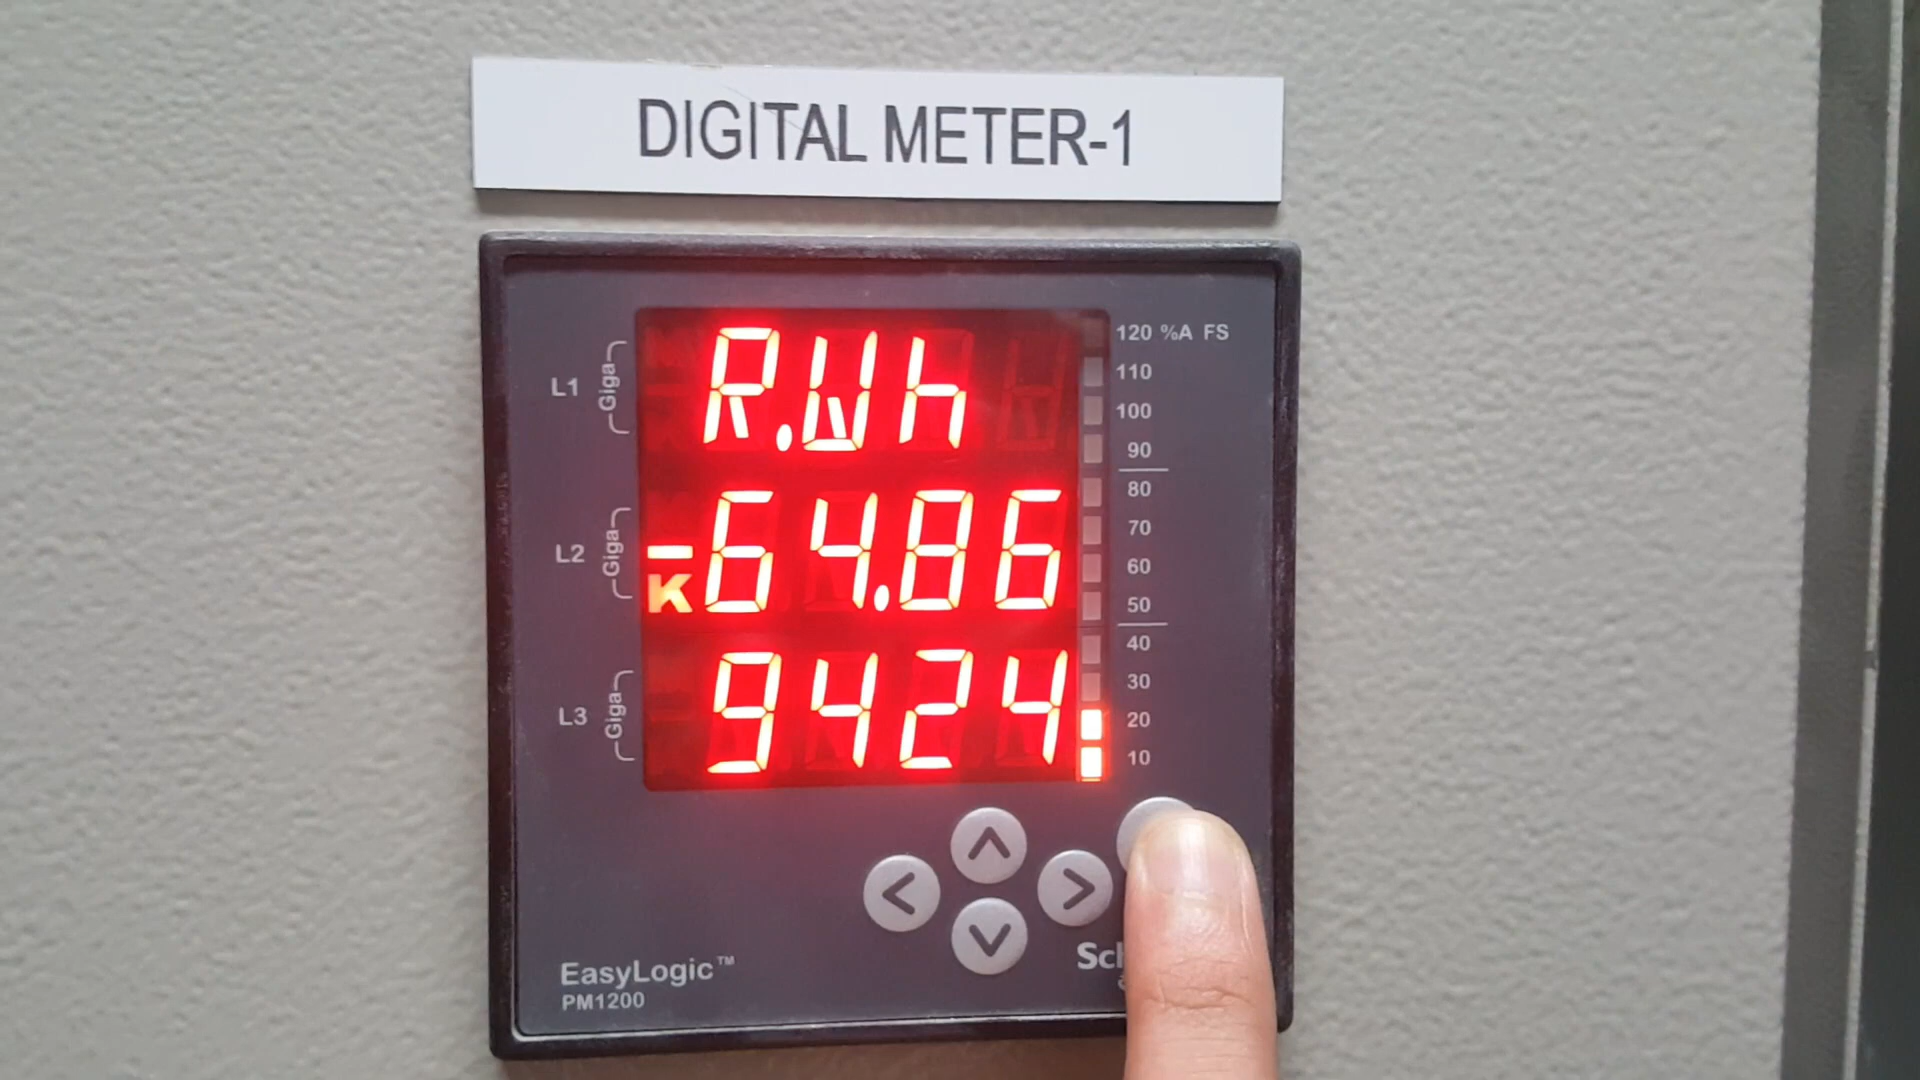 DIGITAL METER-1
120 %A FS
L1 Giga R.Wh 110
100
90
80
L2 Giga -K 64.86 70
60
50
40
L3 Giga 9424 30
20
10
EasyLogic™
PM1200